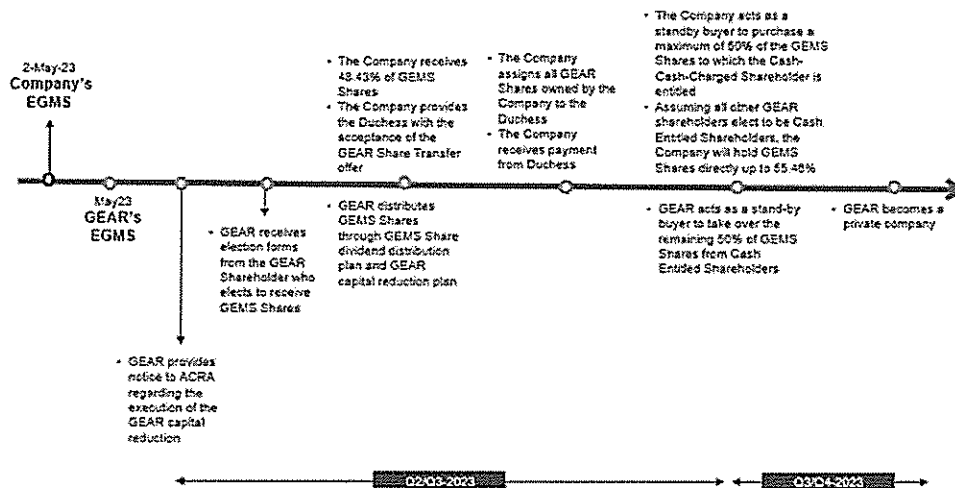 2-May-23
Company's
EGMS
May23
GEAR's
EGMS
• GEAR provides
notice to ACRA
regarding the
execution of the
GEAR capital
reduction
• GEAR receives
election forms
from the GEAR
Shareholder who
elects to receive
GEMS Shares
• The Company receives
48.43% of GEMS
Shares
• The Company provides
the Duchess with the
acceptance of the
GEAR Share Transfer
offer
• GEAR distributes
GEMS Shares
through GEMS Share
dividend distribution
plan and GEAR
capital reduction plan
• The Company
assigns all GEAR
Shares owned by the
Company to the
Duchess
• The Company
receives payment
from Duchess
• The Company acts as a
standby buyer to purchase a
maximum of 50% of the GEMS
Shares to which the Cash-
Cash-Charged Shareholder is
entitled
• Assuming all other GEAR
shareholders elect to be Cash
Entitled Shareholders, the
Company will hold GEMS
Shares directly up to 55.48%
• GEAR acts as a stand-by
buyer to take over the
remaining 50% of GEMS
Shares from Cash
Entitled Shareholders
• GEAR becomes a
private company
Q2/Q3-2023
Q3/Q4-2023